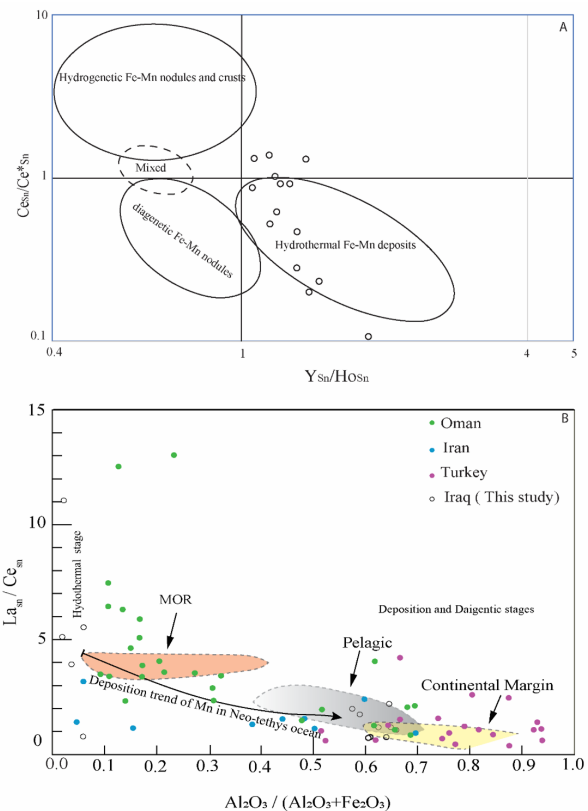 A
10
Hydrogenetic Fe-Mn nodules and crusts
Mixed
1
diagenetic Fe-Mn nodules
Hydrothermal Fe-Mn deposits
CeSn/Ce*Sn
0.1
0.4
1
4
5
YSn/HoSn
B
15
Oman
Iran
Turkey
Iraq ( This study)
10
Hydothermal stage
MOR
Deposition and Daigentic stages
Pelagic
5
Continental Margin
Deposition trend of Mn in Neo-tethys ocean
Lasn / Cesn
0
0.0
0.1
0.2
0.3
0.4
0.5
0.6
0.7
0.8
0.9
1.0
Al₂O₃ / (Al₂O₃+Fe₂O₃)